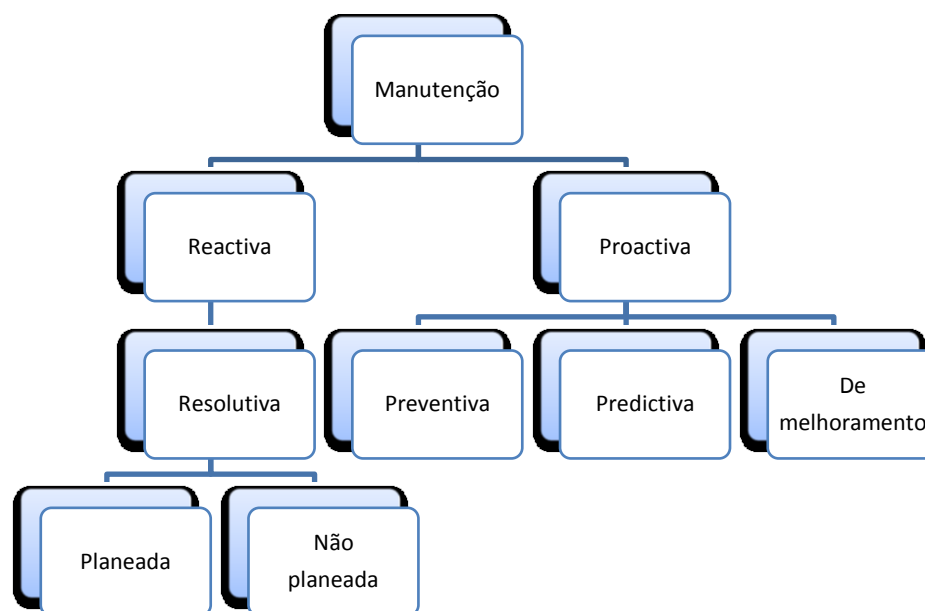 Manutenção
Reactiva
Proactiva
Resolutiva
Preventiva
Predictiva
De
melhoramento
Planeada
Não
planeada